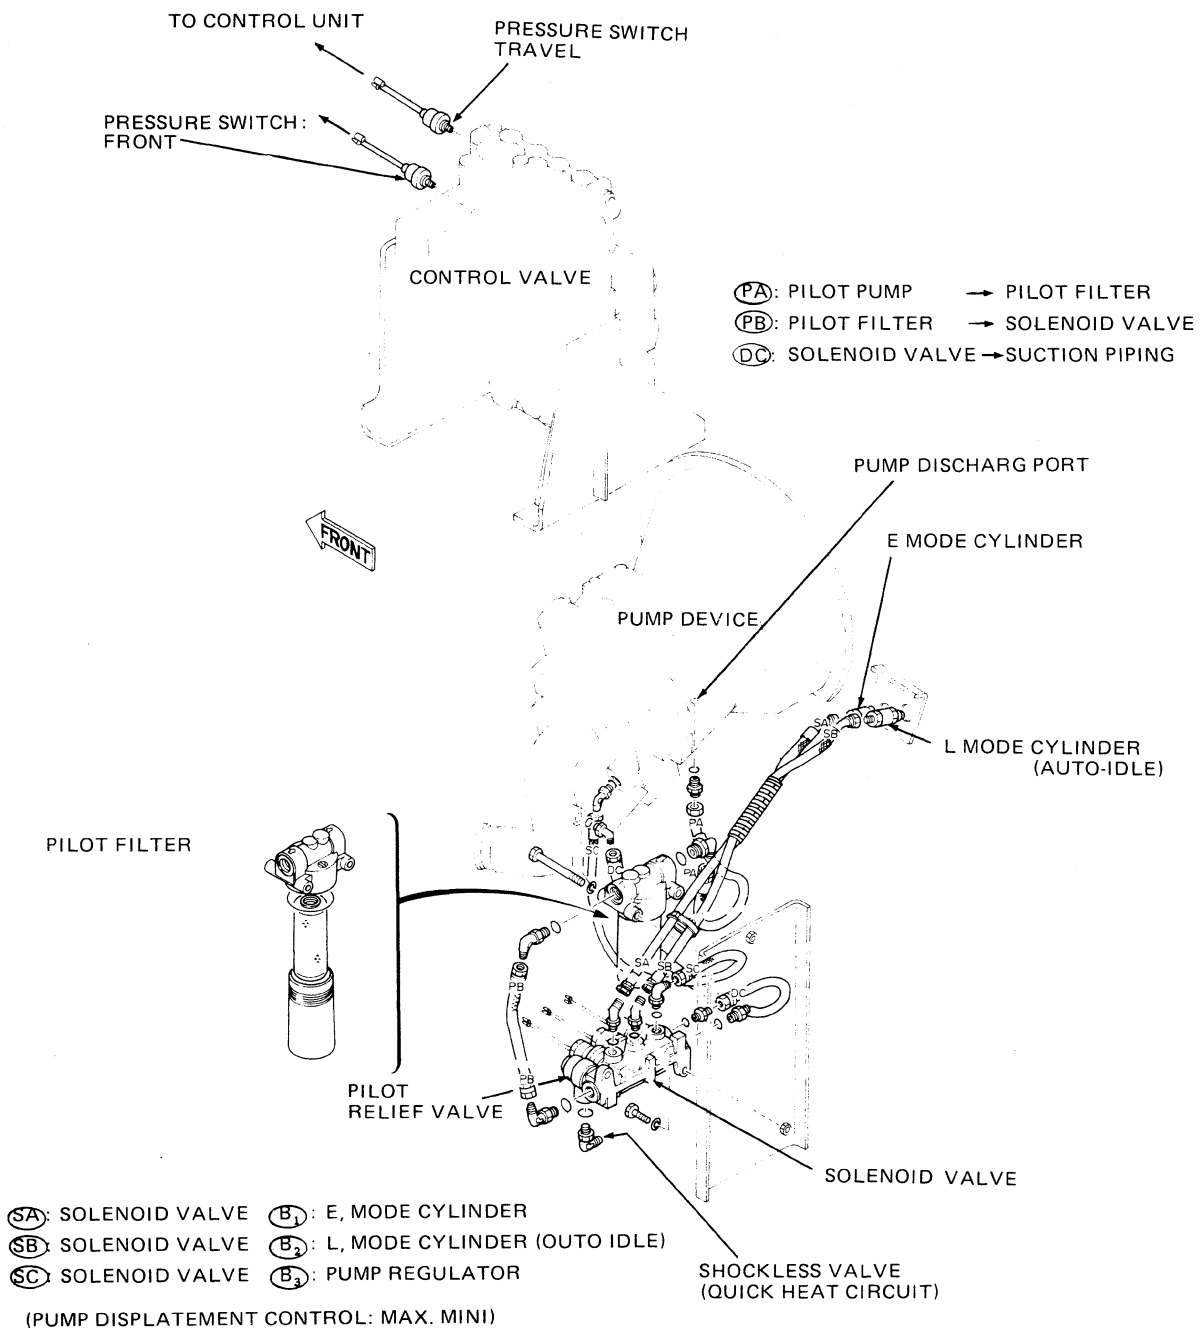 TO CONTROL UNIT
PRESSURE SWITCH
TRAVEL
PRESSURE SWITCH:
FRONT
CONTROL VALVE
PA: PILOT PUMP → PILOT FILTER
PB: PILOT FILTER → SOLENOID VALVE
DC: SOLENOID VALVE → SUCTION PIPING
PUMP DISCHARG PORT
FRONT
E MODE CYLINDER
PUMP DEVICE
SA
SB
L MODE CYLINDER
(AUTO-IDLE)
PILOT FILTER
PA
SC
DC
PA
SA
SB
SC
PB
DC
PB
PILOT
RELIEF VALVE
SOLENOID VALVE
SA: SOLENOID VALVE B1: E, MODE CYLINDER
SB: SOLENOID VALVE B2: L, MODE CYLINDER (OUTO IDLE)
SC: SOLENOID VALVE B3: PUMP REGULATOR
SHOCKLESS VALVE
(QUICK HEAT CIRCUIT)
(PUMP DISPLATEMENT CONTROL: MAX. MINI)